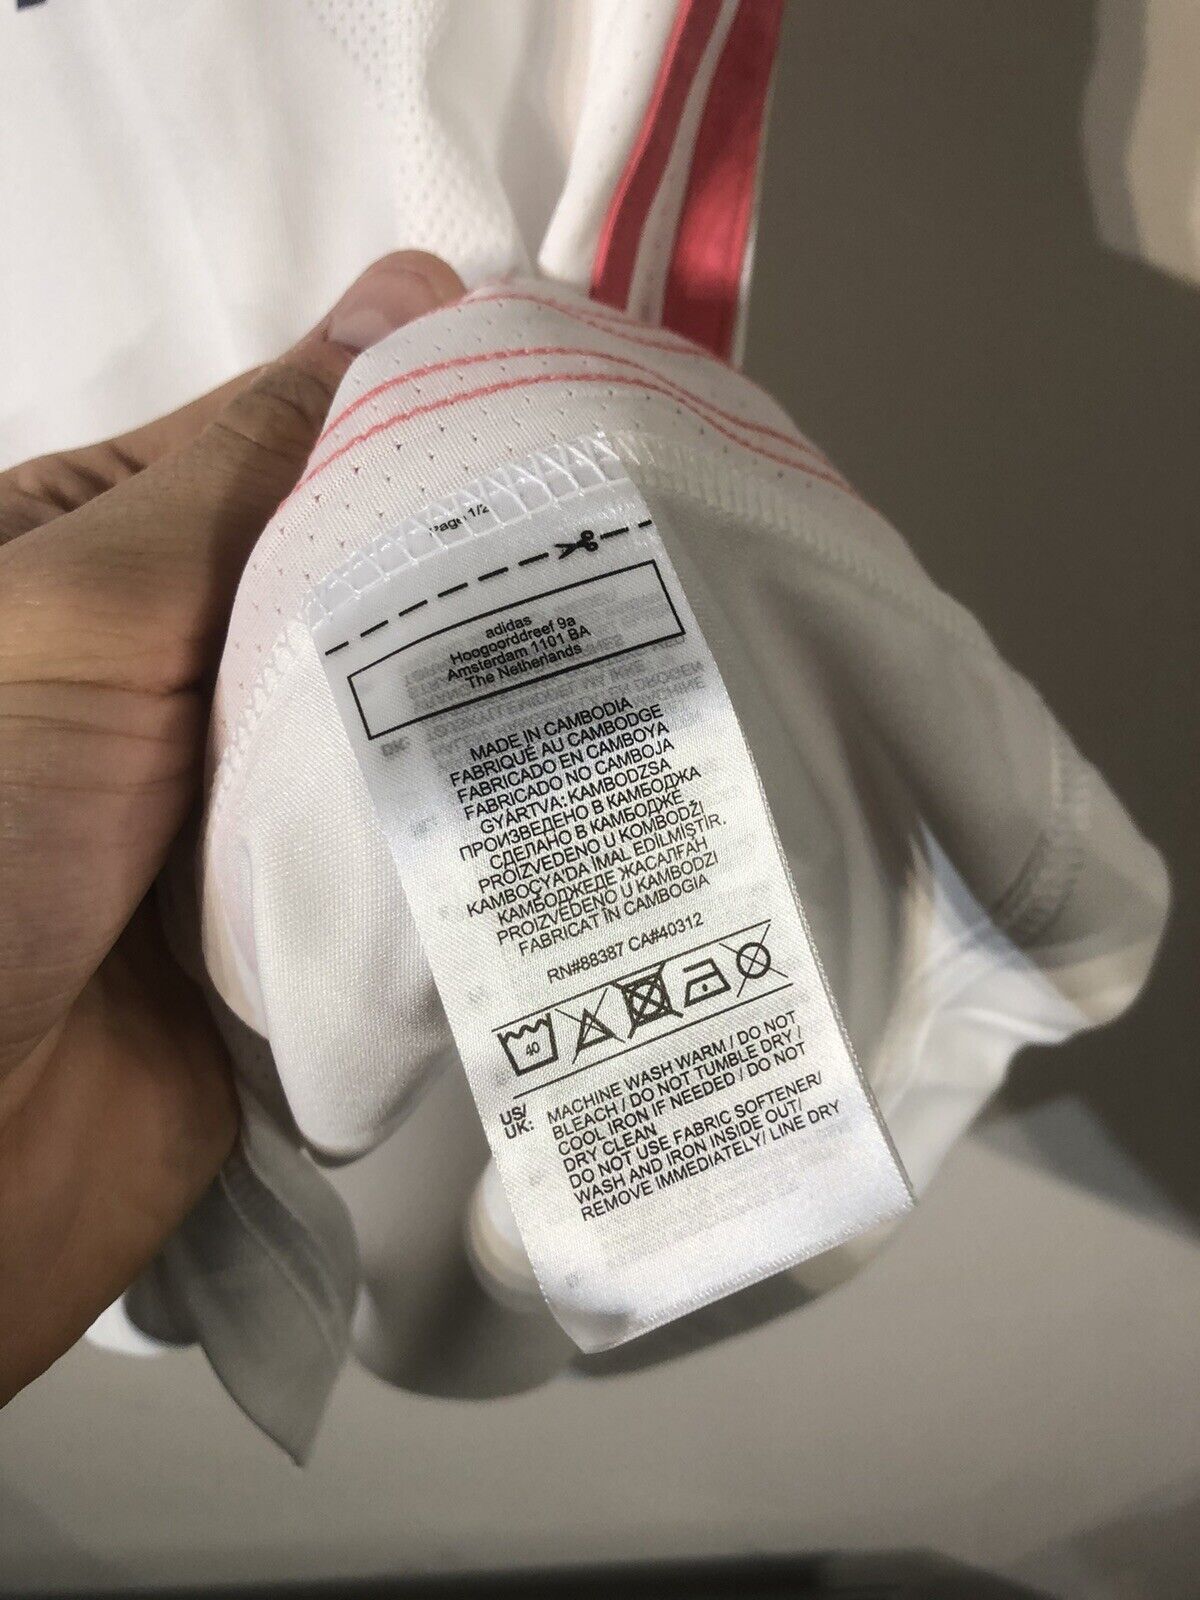 Page 1/2
adidas
Hoogoorddreef 9a
Amsterdam 1101 BA
The Netherlands
MADE IN CAMBODIA
FABRIQUÉ AU CAMBODGE
FABRICADO EN CAMBOYA
FABRICADO NO CAMBOJA
GYÁRTVA: KAMBODZSA
ПРОИЗВЕДЕНО В КАМБОДЖА
СДЕЛАНО В КАМБОДЖЕ
PROIZVEDENO U KOMBODŽI
KAMBOÇYA'DA İMAL EDİLMİŞTİR.
КАМБОДЖЕДЕ ЖАСАЛҒАН
PROIZVEDENO U KAMBODZI
FABRICAT ÎN CAMBOGIA
RN#88387 CA#40312
40
US/
UK:
MACHINE WASH WARM / DO NOT
BLEACH / DO NOT TUMBLE DRY /
COOL IRON IF NEEDED / DO NOT
DRY CLEAN
DO NOT USE FABRIC SOFTENER/
WASH AND IRON INSIDE OUT/
REMOVE IMMEDIATELY/ LINE DRY